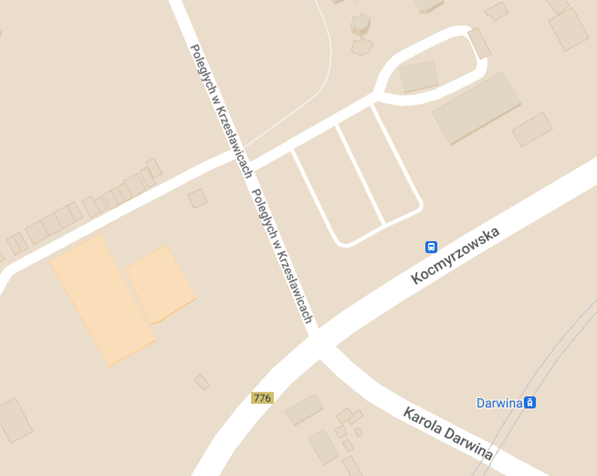 Poległych w Krzesławicach
Poległych w Krzesławicach
Kocmyrzowska
776
Darwina
Karola Darwina